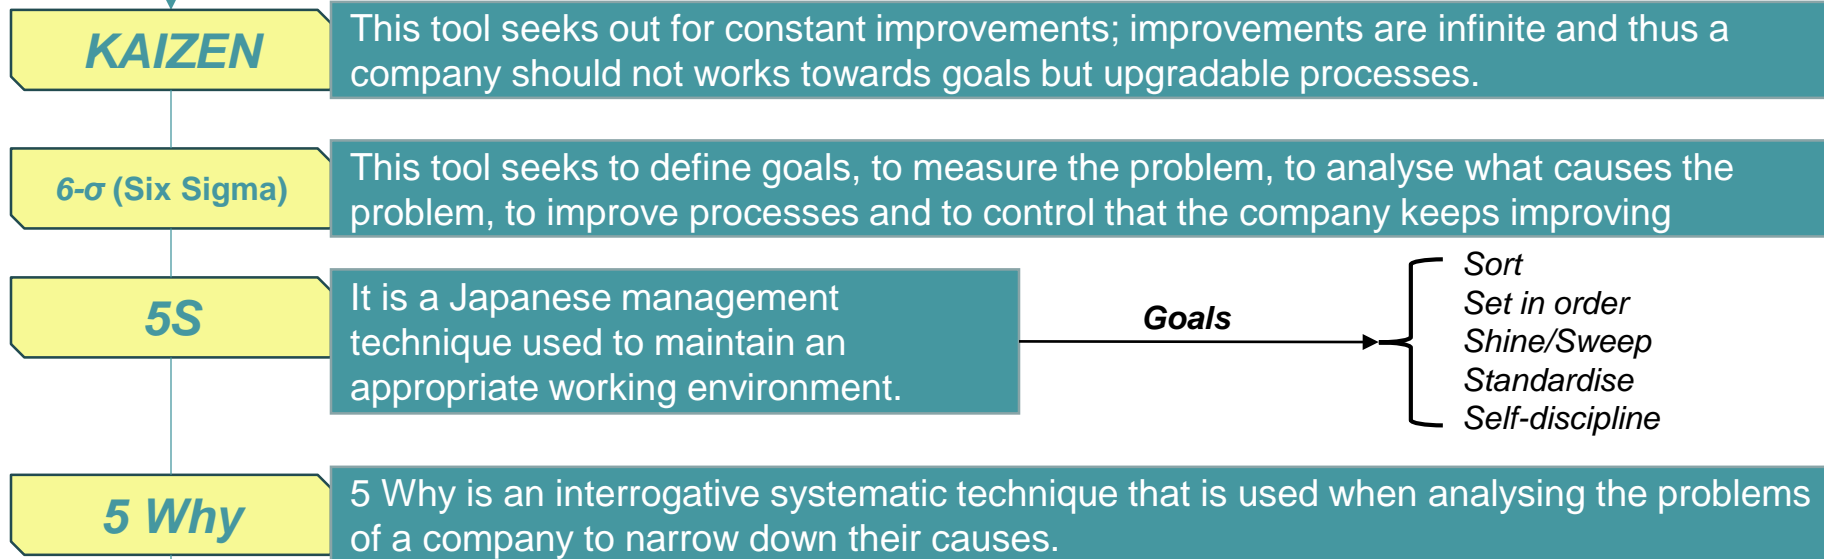 KAIZEN
This tool seeks out for constant improvements; improvements are infinite and thus a
company should not works towards goals but upgradable processes.
6-σ (Six Sigma)
This tool seeks to define goals, to measure the problem, to analyse what causes the
problem, to improve processes and to control that the company keeps improving
5S
It is a Japanese management
technique used to maintain an
appropriate working environment.
Goals
Sort
Set in order
Shine/Sweep
Standardise
Self-discipline
5 Why
5 Why is an interrogative systematic technique that is used when analysing the problems
of a company to narrow down their causes.